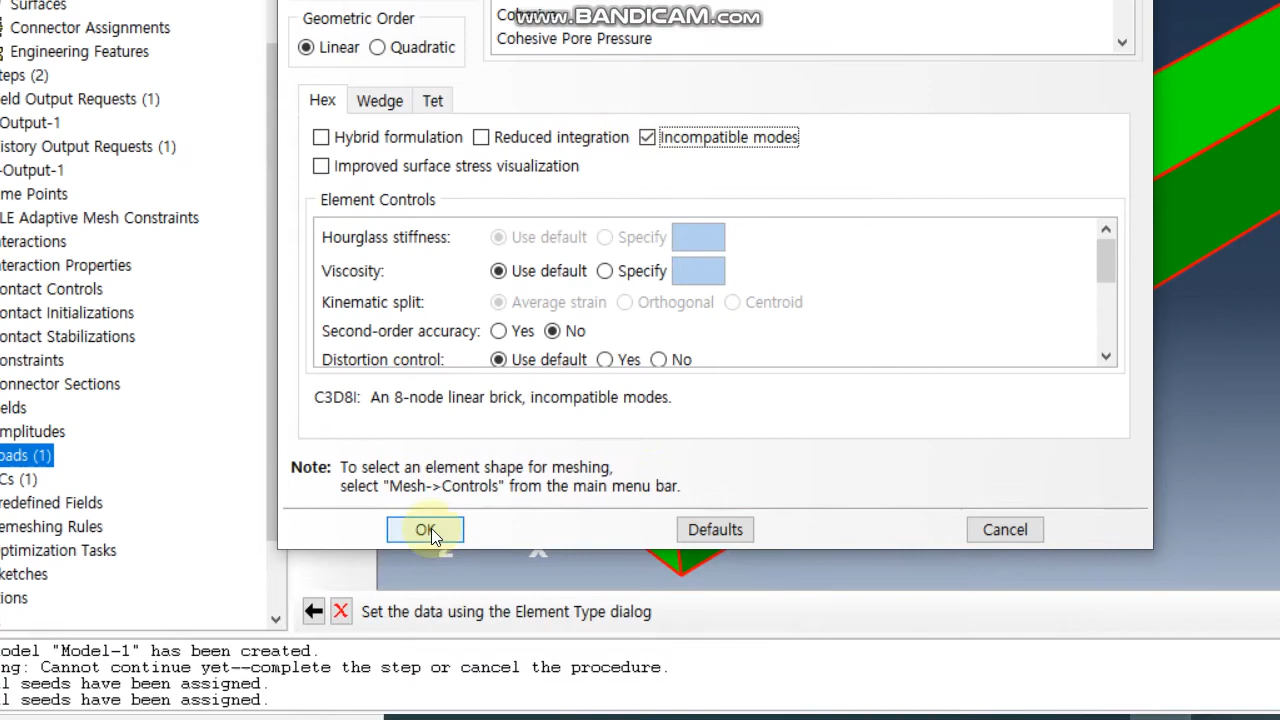 Surfaces
Connector Assignments
Engineering Features
teps (2)
eld Output Requests (1)
Output-1
istory Output Requests (1)
-Output-1
me Points
LE Adaptive Mesh Constraints
nteractions
nteraction Properties
ontact Controls
ontact Initializations
ontact Stabilizations
onstraints
onnector Sections
elds
mplitudes
oads (1)
Cs (1)
redefined Fields
emeshing Rules
ptimization Tasks
ketches
tions
Geometric Order
Linear Quadratic
www.BANDICAM.com
Cohesive Pore Pressure
Hex Wedge Tet
Hybrid formulation Reduced integration Incompatible modes
Improved surface stress visualization
Element Controls
Hourglass stiffness: Use default Specify
Viscosity: Use default Specify
Kinematic split: Average strain Orthogonal Centroid
Second-order accuracy: Yes No
Distortion control: Use default Yes No
C3D8I: An 8-node linear brick, incompatible modes.
Note: To select an element shape for meshing,
select "Mesh->Controls" from the main menu bar.
OK Defaults Cancel
Z X
Set the data using the Element Type dialog
odel "Model-1" has been created.
ng: Cannot continue yet--complete the step or cancel the procedure.
l seeds have been assigned.
l seeds have been assigned.